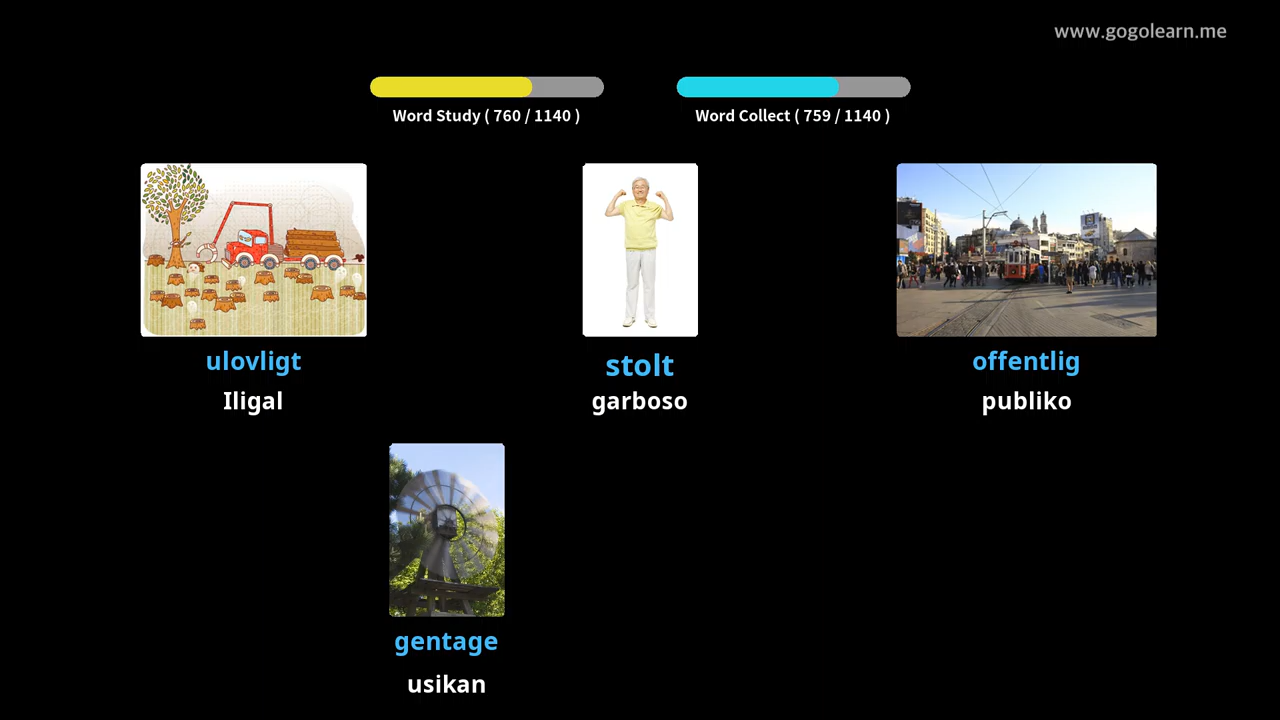 www.gogolearn.me
Word Study ( 760 / 1140 )
Word Collect ( 759 / 1140 )
ulovligt
Iligal
stolt
garboso
offentlig
publiko
gentage
usikan